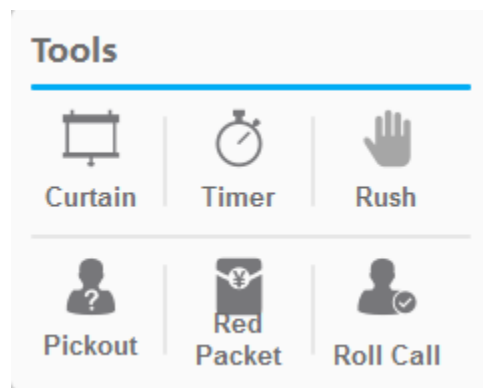 Tools
Curtain Timer Rush
?
¥
Red
Pickout Packet Roll Call